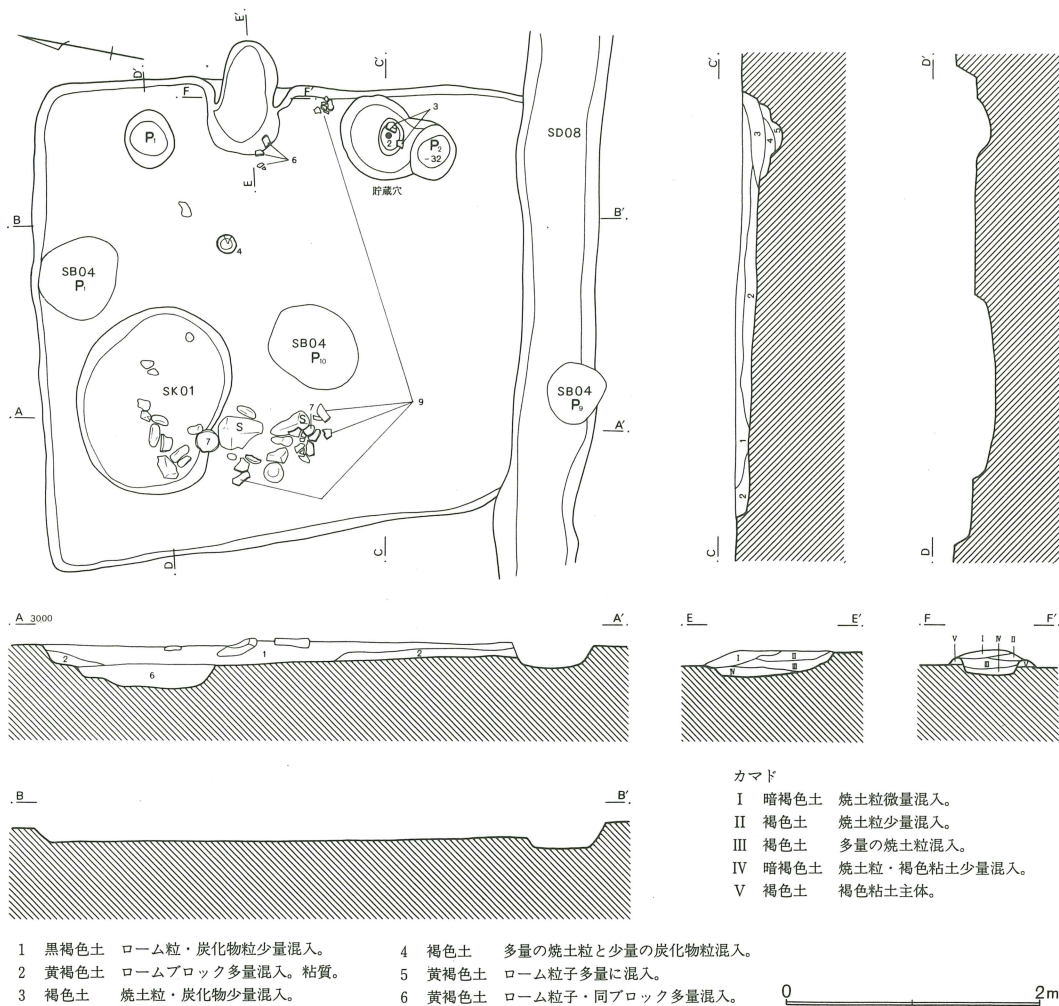 E'
D'
F F'
3
P1
2
P2
-32
SD08
6
E
貯蔵穴
B B'
4
SB04
P1
SB04
P10
SK01
SB04
P9
7 9
A A'
S S
7
D
C
C'
C' D'
3
4
5
2
1
2
C D
A 3000 A'
2 1 2
6
E E'
I II
III
IV
F F'
V I IV II
III V
B B'
カマド
I 暗褐色土 焼土粒微量混入。
II 褐色土 焼土粒少量混入。
III 褐色土 多量の焼土粒混入。
IV 暗褐色土 焼土粒・褐色粘土少量混入。
V 褐色土 褐色粘土主体。
1 黒褐色土 ローム粒・炭化物粒少量混入。
2 黄褐色土 ロームブロック多量混入。粘質。
3 褐色土 焼土粒・炭化物少量混入。
4 褐色土 多量の焼土粒と少量の炭化物粒混入。
5 黄褐色土 ローム粒子多量に混入。
6 黄褐色土 ローム粒子・同ブロック多量混入。
0 2m